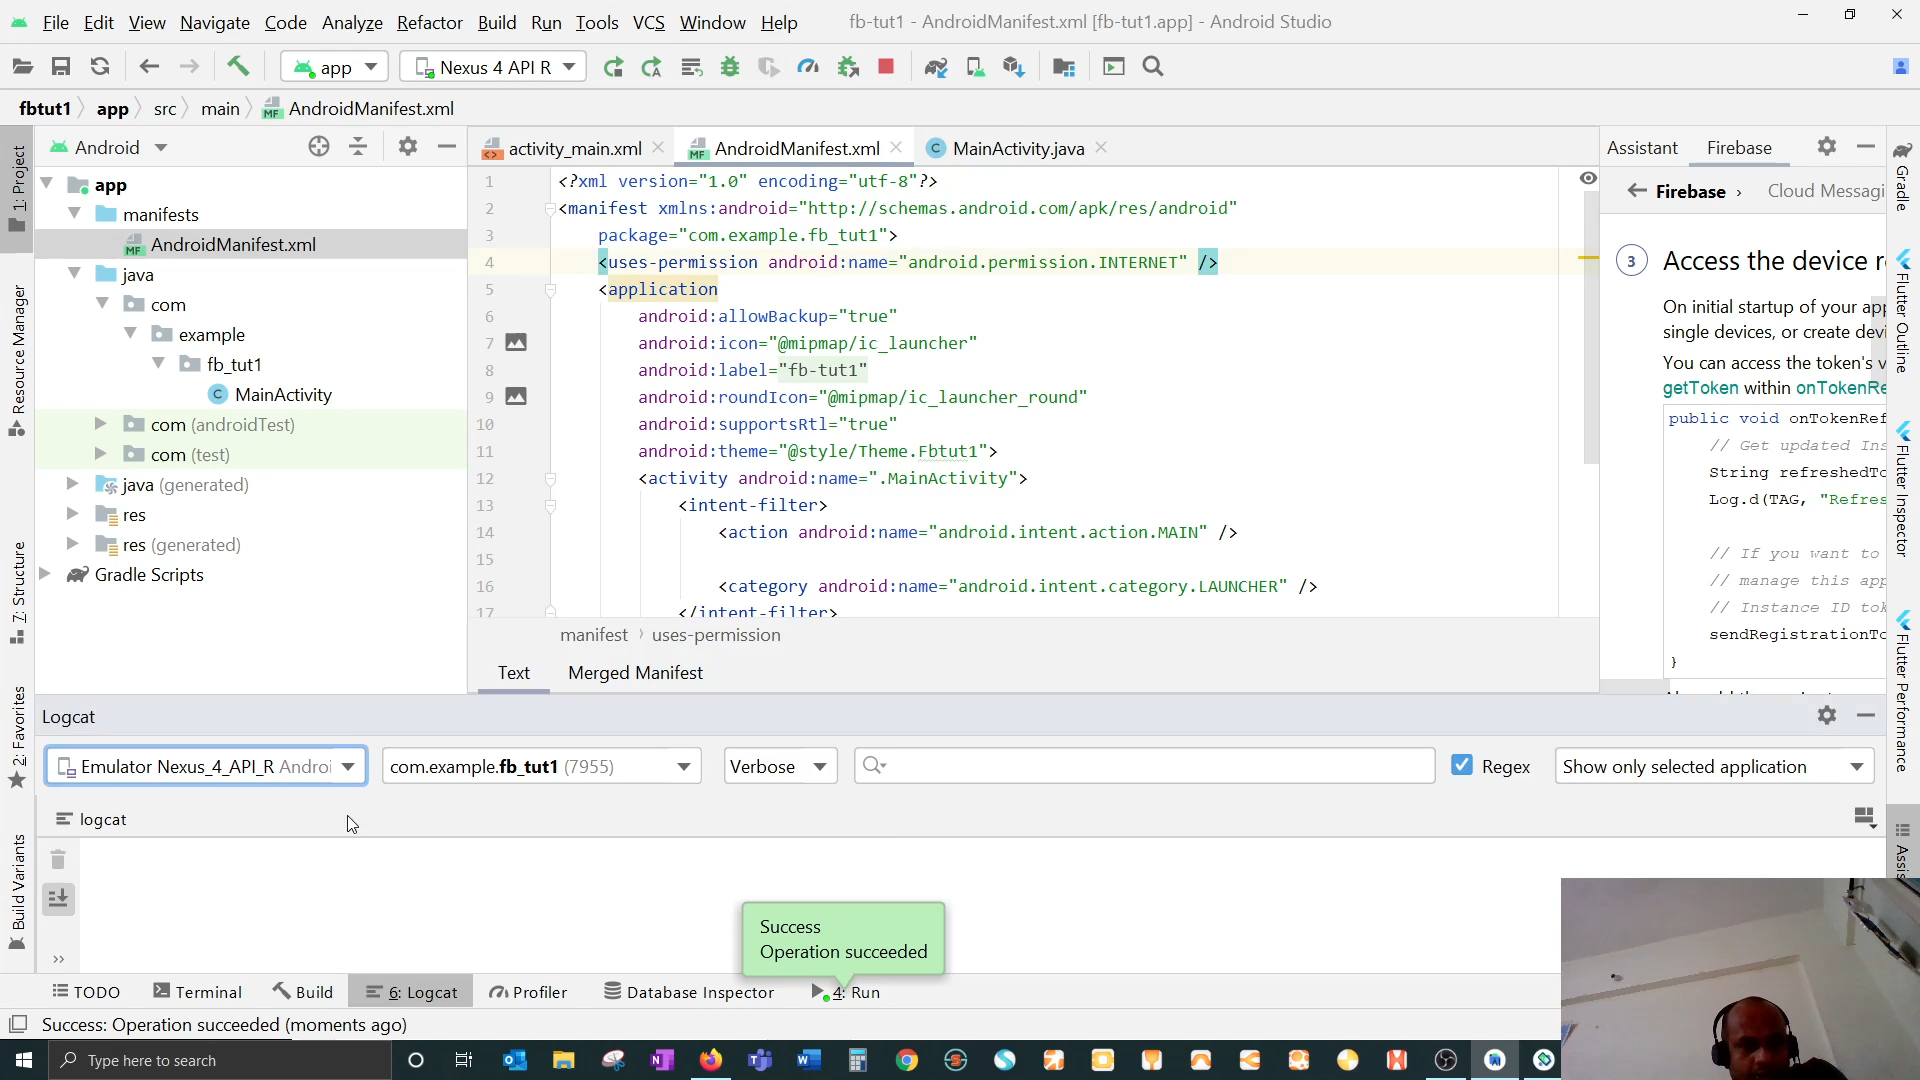 File Edit View Navigate Code Analyze Refactor Build Run Tools VCS Window Help fb-tut1 - AndroidManifest.xml [fb-tut1.app] - Android Studio
app Nexus 4 API R
fbtut1 app src main AndroidManifest.xml
1: Project
Resource Manager
7: Structure
2: Favorites
Build Variants
Android
app
manifests
AndroidManifest.xml
java
com
example
fb_tut1
MainActivity
com (androidTest)
com (test)
java (generated)
res
res (generated)
Gradle Scripts
activity_main.xml AndroidManifest.xml MainActivity.java
1 <?xml version="1.0" encoding="utf-8"?>
2 <manifest xmlns:android="http://schemas.android.com/apk/res/android"
3 package="com.example.fb_tut1">
4 <uses-permission android:name="android.permission.INTERNET" />
5 <application
6 android:allowBackup="true"
7 android:icon="@mipmap/ic_launcher"
8 android:label="fb-tut1"
9 android:roundIcon="@mipmap/ic_launcher_round"
10 android:supportsRtl="true"
11 android:theme="@style/Theme.Fbtut1">
12 <activity android:name=".MainActivity">
13 <intent-filter>
14 <action android:name="android.intent.action.MAIN" />
15
16 <category android:name="android.intent.category.LAUNCHER" />
17 </intent-filter>
manifest › uses-permission
Text Merged Manifest
Assistant Firebase
Firebase › Cloud Messagi
3 Access the device r
On initial startup of your app
single devices, or create devi
You can access the token's v
getToken within onTokenRe
public void onTokenRef
// Get updated Ins
String refreshedTo
Log.d(TAG, "Refres
// If you want to
// manage this app
// Instance ID tok
sendRegistrationTo
}
Gradle
Flutter Outline
Flutter Inspector
Flutter Performance
Assis
Logcat
Emulator Nexus_4_API_R Androi com.example.fb_tut1 (7955) Verbose Regex Show only selected application
logcat
Success
Operation succeeded
TODO Terminal Build 6: Logcat Profiler Database Inspector 4: Run
Success: Operation succeeded (moments ago)
Type here to search